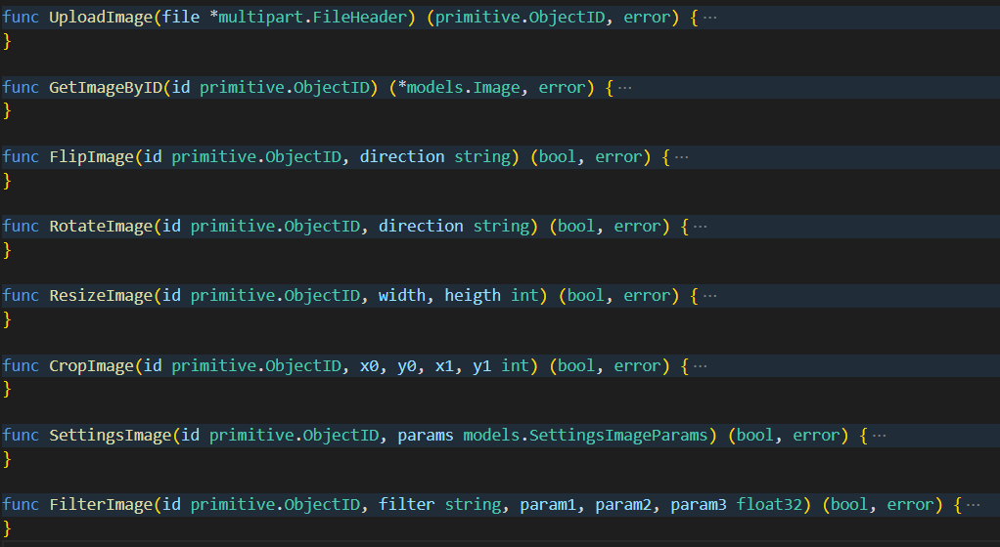 func UploadImage(file *multipart.FileHeader) (primitive.ObjectID, error) { ···
}
func GetImageByID(id primitive.ObjectID) (*models.Image, error) { ···
}
func FlipImage(id primitive.ObjectID, direction string) (bool, error) { ···
}
func RotateImage(id primitive.ObjectID, direction string) (bool, error) { ···
}
func ResizeImage(id primitive.ObjectID, width, heigth int) (bool, error) { ···
}
func CropImage(id primitive.ObjectID, x0, y0, x1, y1 int) (bool, error) { ···
}
func SettingsImage(id primitive.ObjectID, params models.SettingsImageParams) (bool, error) { ···
}
func FilterImage(id primitive.ObjectID, filter string, param1, param2, param3 float32) (bool, error) { ···
}